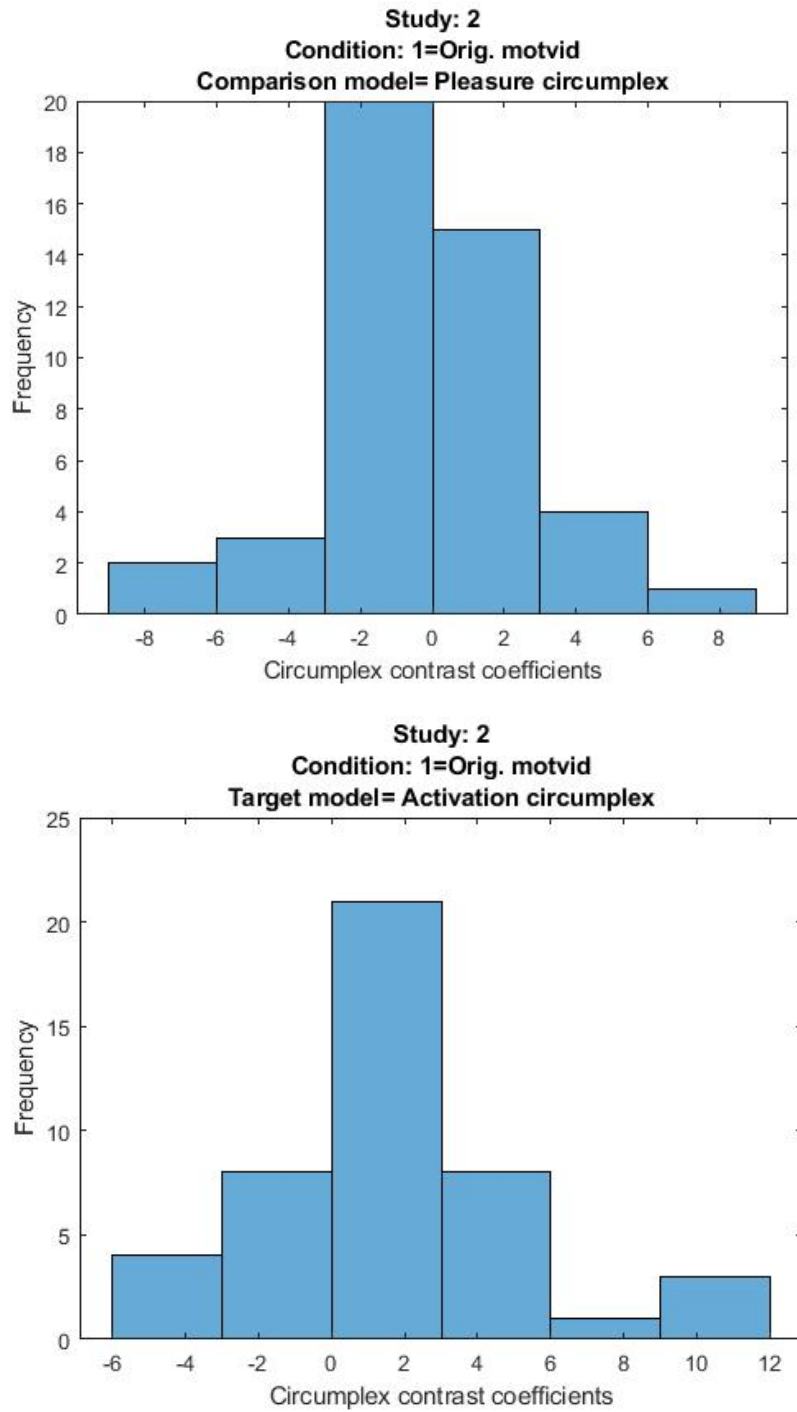 Study: 2
Condition: 1=Orig. motvid
Comparison model= Pleasure circumplex
20
18
16
14
12
10
8
6
4
2
0
Frequency
-8 -6 -4 -2 0 2 4 6 8
Circumplex contrast coefficients
Study: 2
Condition: 1=Orig. motvid
Target model= Activation circumplex
25
20
15
10
5
0
Frequency
-6 -4 -2 0 2 4 6 8 10 12
Circumplex contrast coefficients